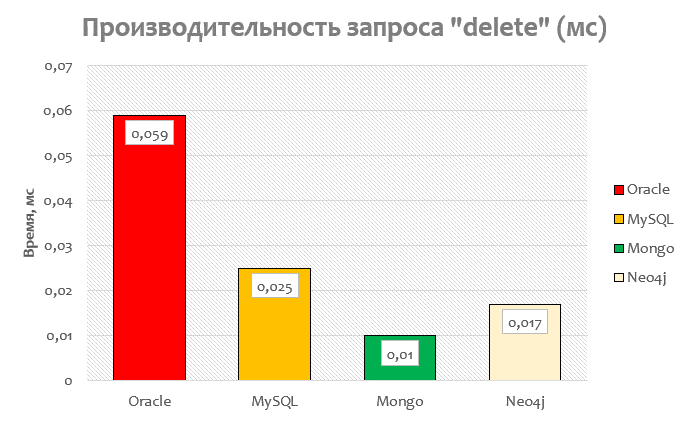 Производительность запроса "delete" (мс)
0,07
0,06
0,05
0,04
0,03
0,02
0,01
0
Время, мс
0,059
0,025
0,01
0,017
Oracle
MySQL
Mongo
Neo4j
Oracle
MySQL
Mongo
Neo4j